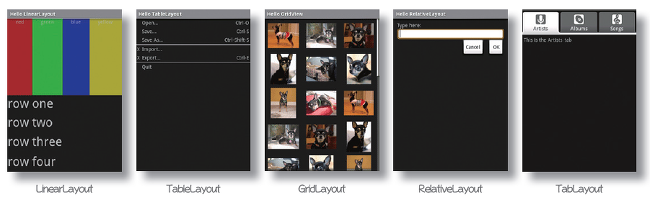 Hello LinearLayout
red green blue yellow
row one
row two
row three
row four
LinearLayout
Hello TableLayout
Open... Ctrl-O
Save... Ctrl-S
Save As... Ctrl-Shift-S
X Import...
X Export... Ctrl-E
Quit
TableLayout
Hello GridView
GridLayout
Hello RelativeLayout
Type here:
Cancel OK
RelativeLayout
Artists Albums Songs
This is the Artists tab
TabLayout